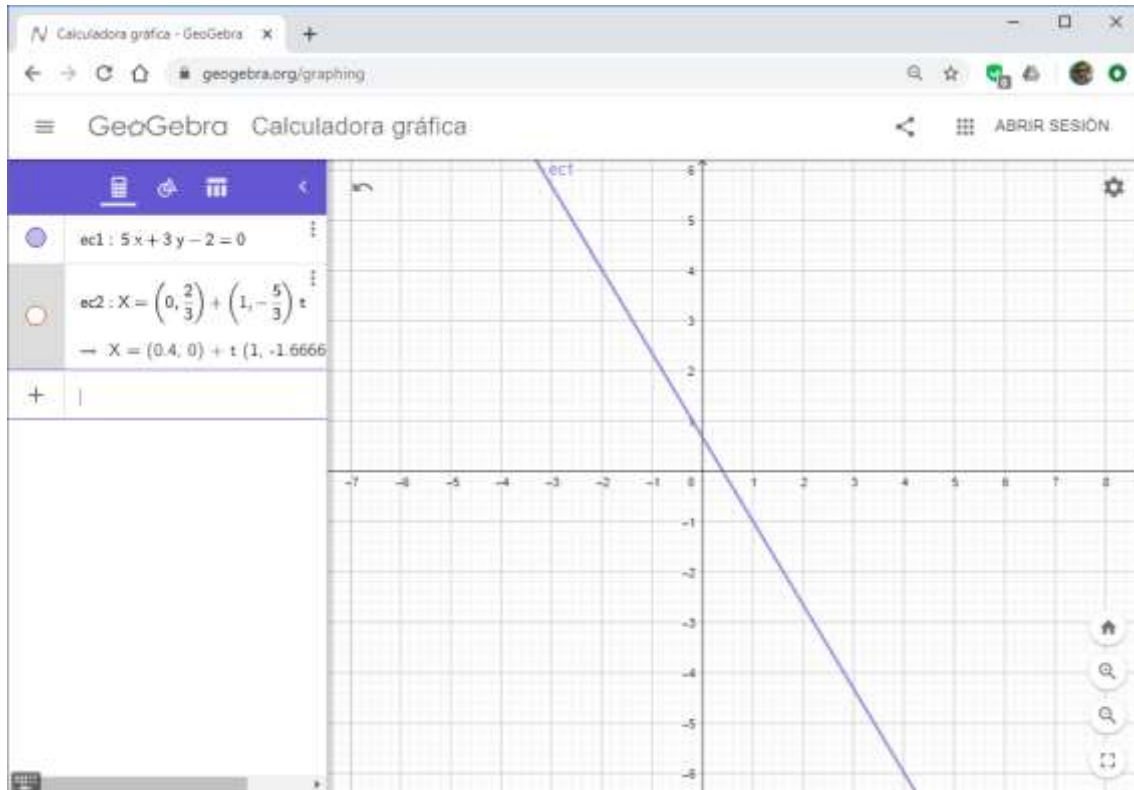 Calculadora gráfica - GeoGebra
geogebra.org/graphing
GeoGebra Calculadora gráfica
ABRIR SESIÓN
ec1 : 5 x + 3 y − 2 = 0
ec2 : X = (0, 2/3) + (1, −5/3) t
→ X = (0.4, 0) + t (1, -1.6666
+
ec1
6
5
4
3
2
1
−7 −6 −5 −4 −3 −2 −1 0 1 2 3 4 5 6 7 8
−1
−2
−3
−4
−5
−6